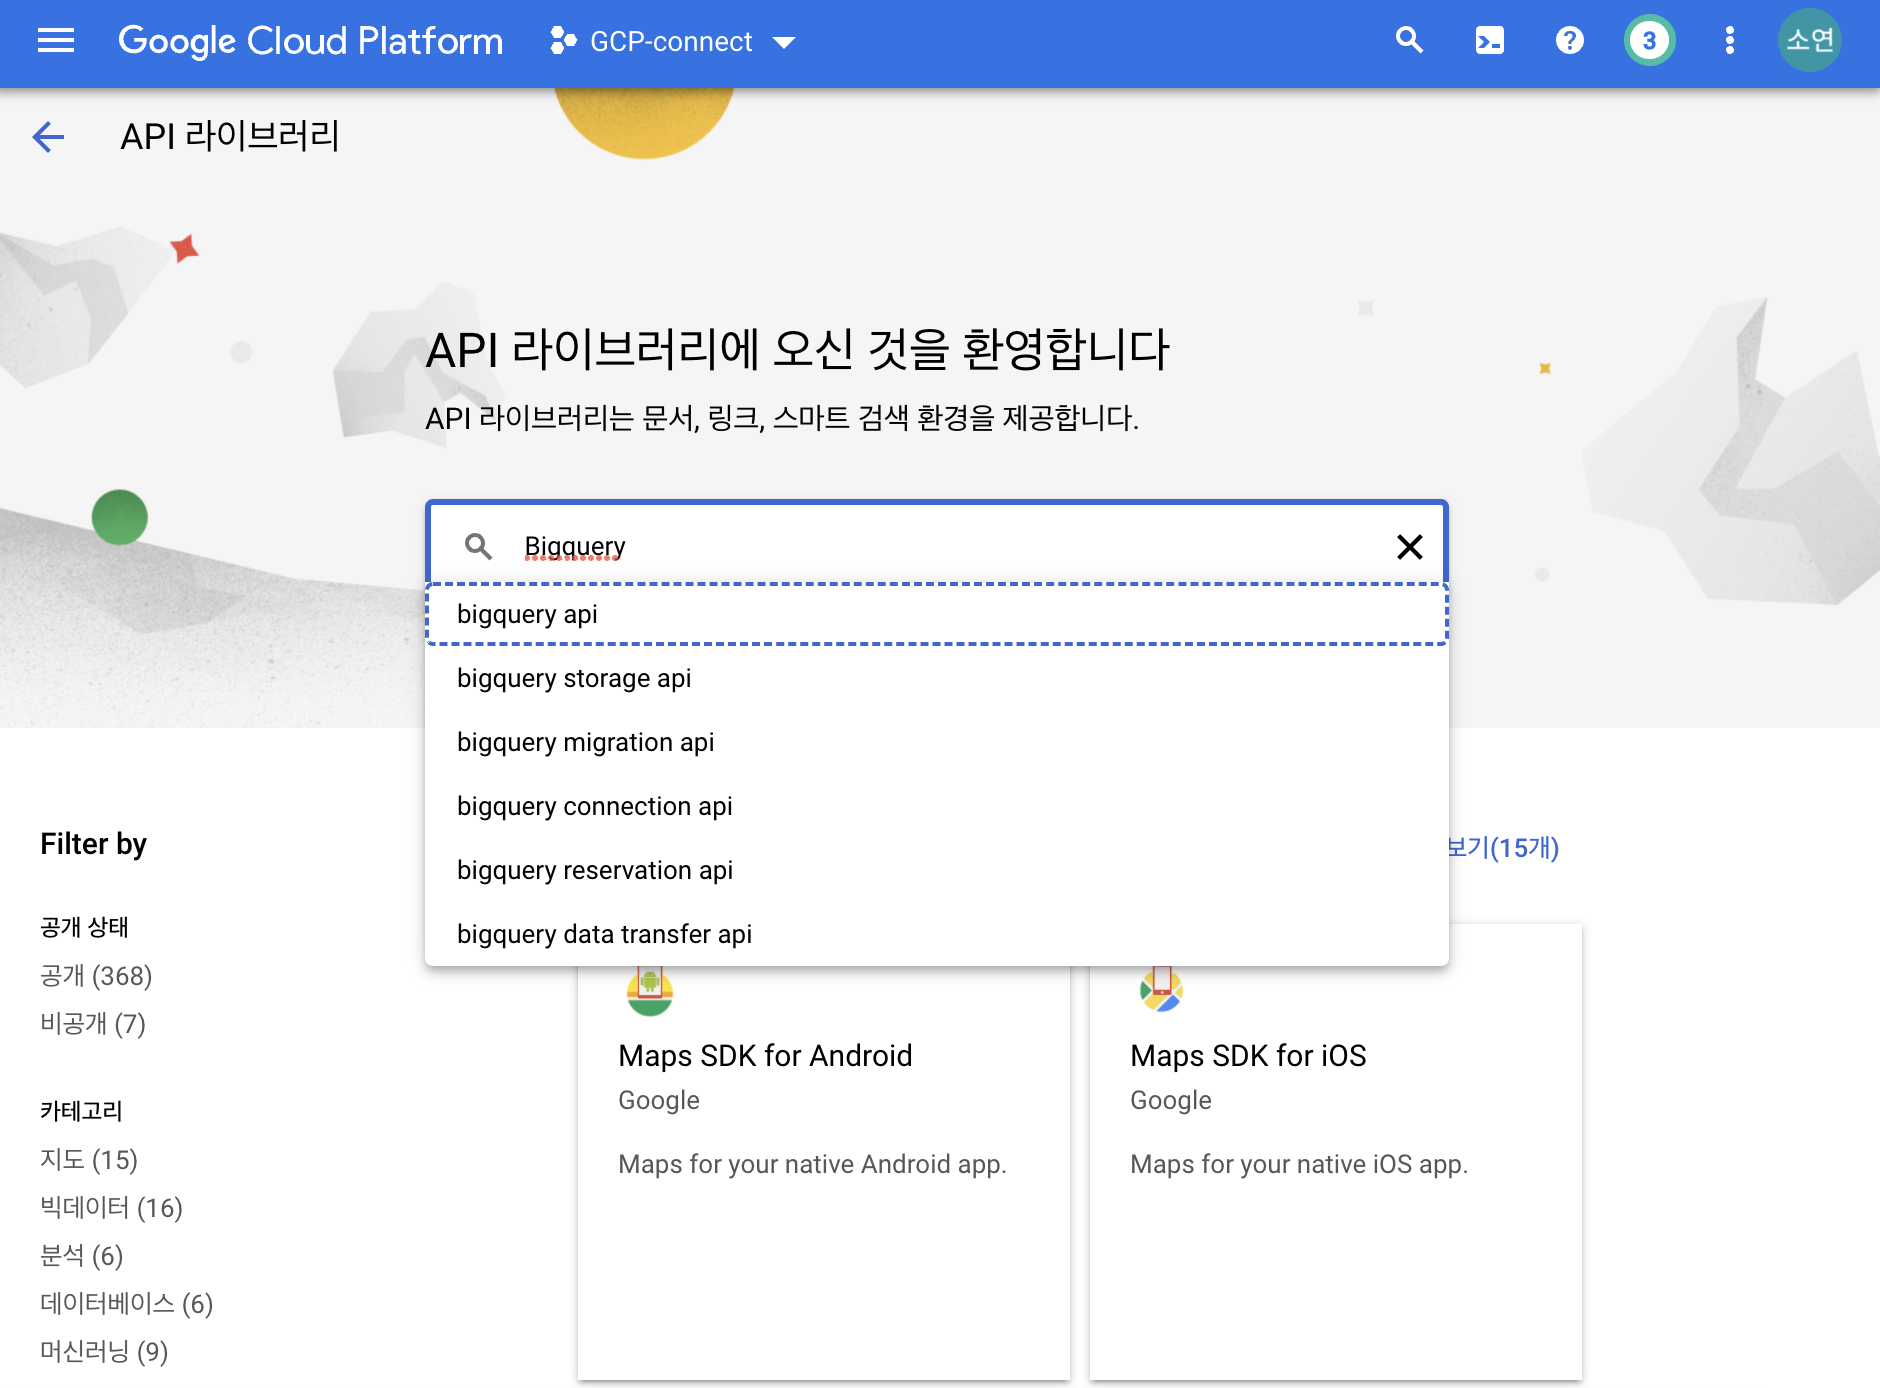 Google Cloud Platform
GCP-connect
3
소연
API 라이브러리
API 라이브러리에 오신 것을 환영합니다
API 라이브러리는 문서, 링크, 스마트 검색 환경을 제공합니다.
Bigquery
bigquery api
bigquery storage api
bigquery migration api
bigquery connection api
bigquery reservation api
bigquery data transfer api
Filter by
보기(15개)
공개 상태
공개 (368)
비공개 (7)
카테고리
지도 (15)
빅데이터 (16)
분석 (6)
데이터베이스 (6)
머신러닝 (9)
Maps SDK for Android
Google
Maps for your native Android app.
Maps SDK for iOS
Google
Maps for your native iOS app.